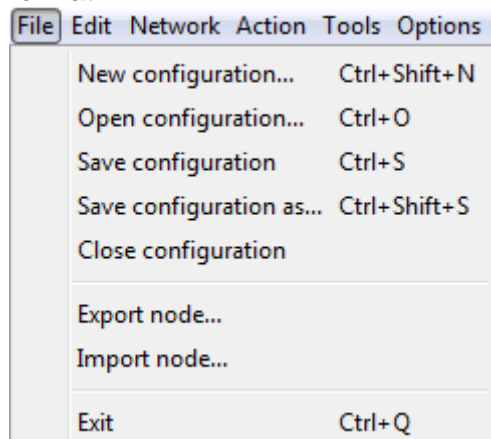 File Edit Network Action Tools Options
New configuration... Ctrl+Shift+N
Open configuration... Ctrl+O
Save configuration Ctrl+S
Save configuration as... Ctrl+Shift+S
Close configuration
Export node...
Import node...
Exit Ctrl+Q